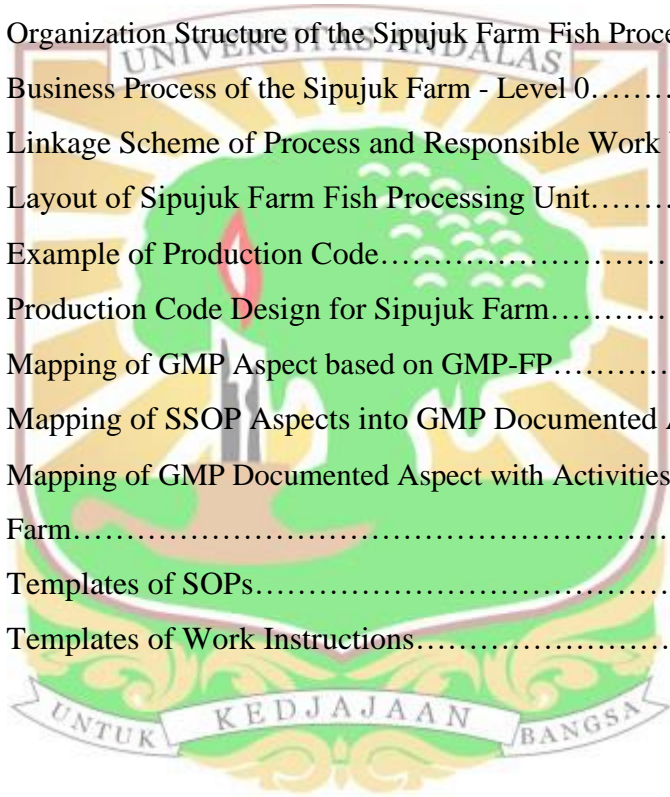 Organization Structure of the Sipujuk Farm Fish Proce
UNIVERSITAS ANDALAS
Business Process of the Sipujuk Farm - Level 0………
Linkage Scheme of Process and Responsible Work
Layout of Sipujuk Farm Fish Processing Unit………
Example of Production Code……………………………
Production Code Design for Sipujuk Farm……………
Mapping of GMP Aspect based on GMP-FP…………
Mapping of SSOP Aspects into GMP Documented A
Mapping of GMP Documented Aspect with Activities
Farm………………………………………………………
Templates of SOPs………………………………………
Templates of Work Instructions………………………
UNTUK KEDJAJAAN BANGSA